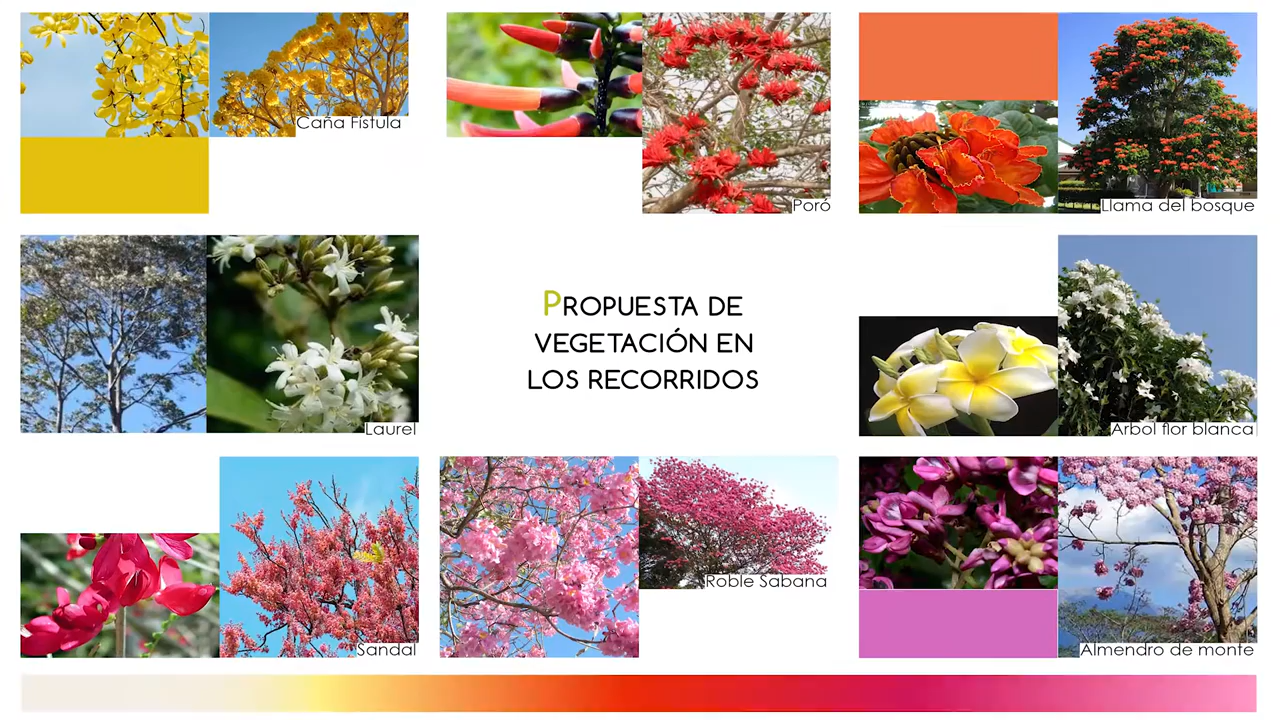 Caña Fístula
Poró
Llama del bosque
PROPUESTA DE
VEGETACIÓN EN
LOS RECORRIDOS
Laurel
Arbol flor blanca
Sandal
Roble Sabana
Almendro de monte